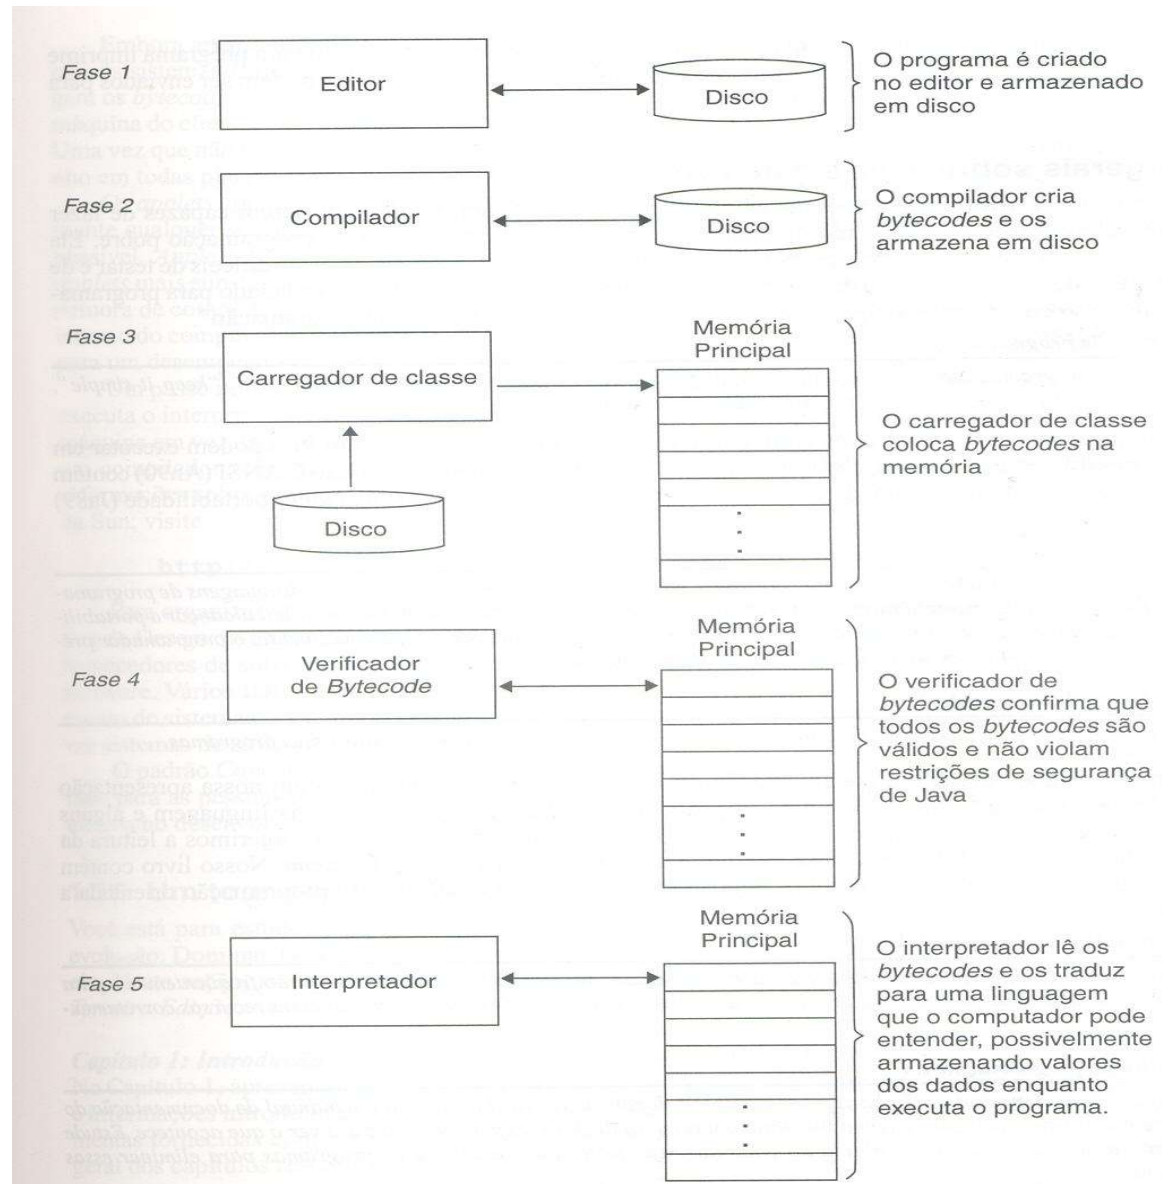 Fase 1
Editor
Disco
O programa é criado
no editor e armazenado
em disco
Fase 2
Compilador
Disco
O compilador cria
bytecodes e os
armazena em disco
Fase 3
Carregador de classe
Disco
Memória
Principal
O carregador de classe
coloca bytecodes na
memória
Fase 4
Verificador
de Bytecode
Memória
Principal
O verificador de
bytecodes confirma que
todos os bytecodes são
válidos e não violam
restrições de segurança
de Java
Fase 5
Interpretador
Memória
Principal
O interpretador lê os
bytecodes e os traduz
para uma linguagem
que o computador pode
entender, possivelmente
armazenando valores
dos dados enquanto
executa o programa.